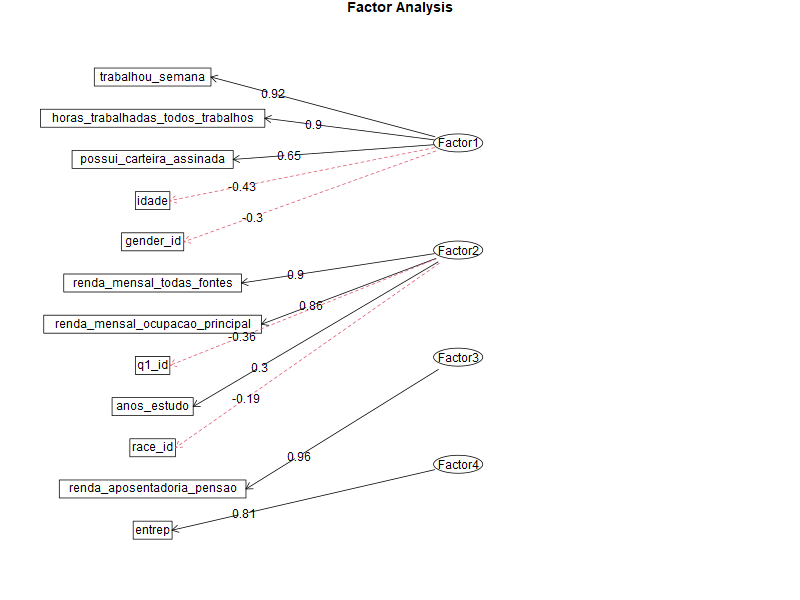 Factor Analysis
trabalhou_semana
0.92
horas_trabalhadas_todos_trabalhos
0.9
Factor1
possui_carteira_assinada
0.65
-0.43
idade
-0.3
gender_id
Factor2
renda_mensal_todas_fontes
0.9
0.86
renda_mensal_ocupacao_principal
-0.36
Factor3
q1_id
0.3
anos_estudo
-0.19
race_id
0.96
Factor4
renda_aposentadoria_pensao
0.81
entrep